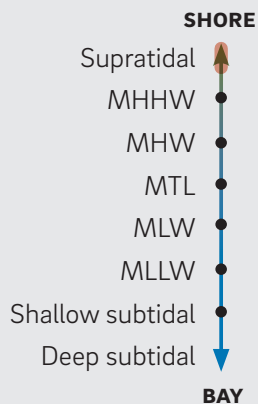 SHORE
Supratidal
MHHW
MHW
MTL
MLW
MLLW
Shallow subtidal
Deep subtidal
BAY